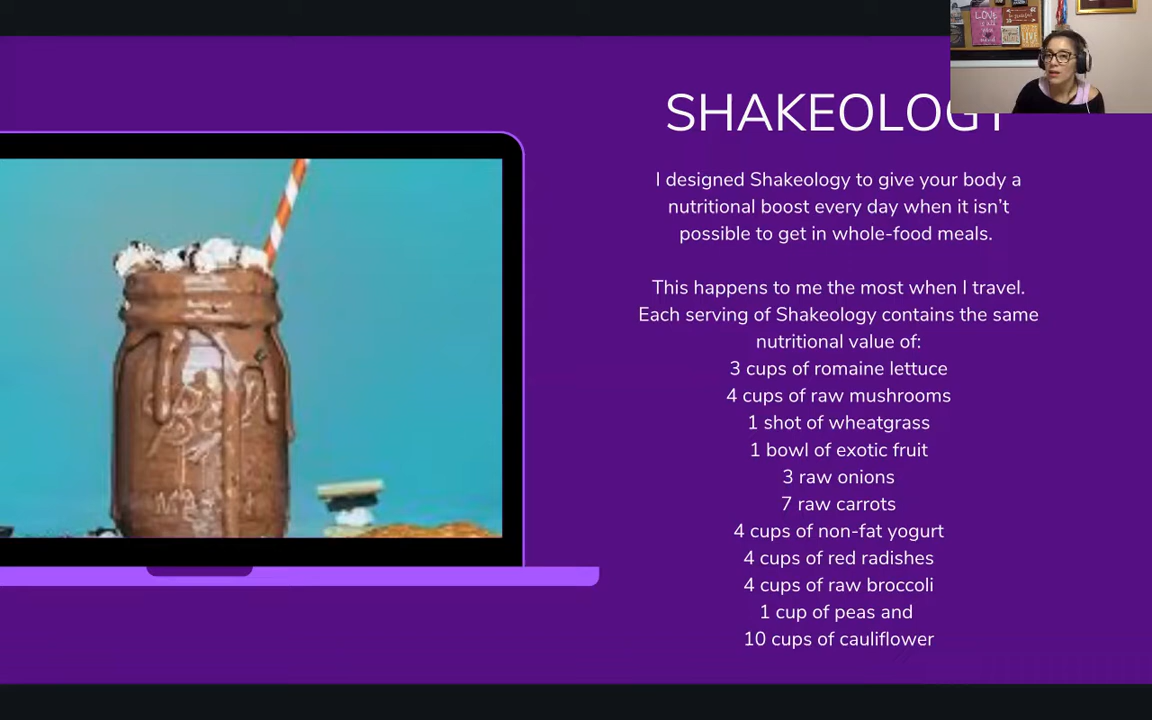 SHAKEOLOGY
I designed Shakeology to give your body a
nutritional boost every day when it isn’t
possible to get in whole-food meals.
This happens to me the most when I travel.
Each serving of Shakeology contains the same
nutritional value of:
3 cups of romaine lettuce
4 cups of raw mushrooms
1 shot of wheatgrass
1 bowl of exotic fruit
3 raw onions
7 raw carrots
4 cups of non-fat yogurt
4 cups of red radishes
4 cups of raw broccoli
1 cup of peas and
10 cups of cauliflower
LOVE